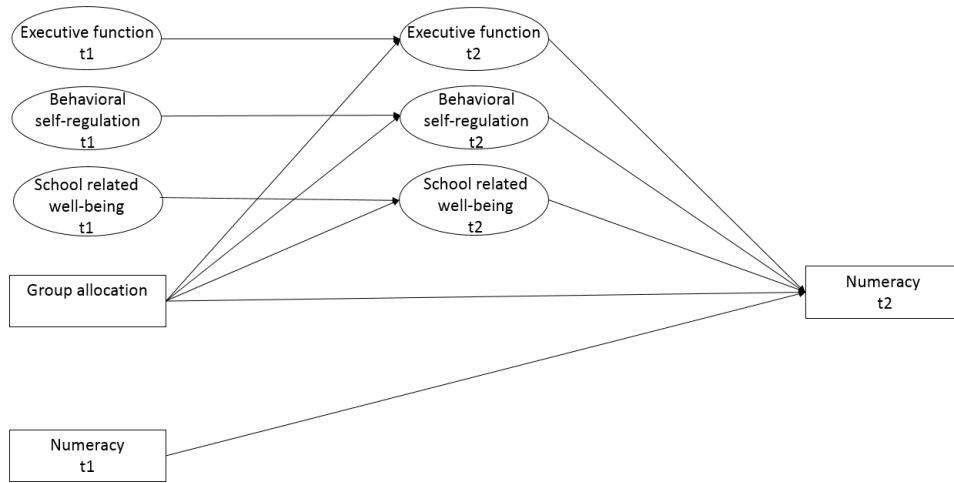 Executive function
t1
Executive function
t2
Behavioral
self-regulation
t1
Behavioral
self-regulation
t2
School related
well-being
t1
School related
well-being
t2
Group allocation
Numeracy
t2
Numeracy
t1